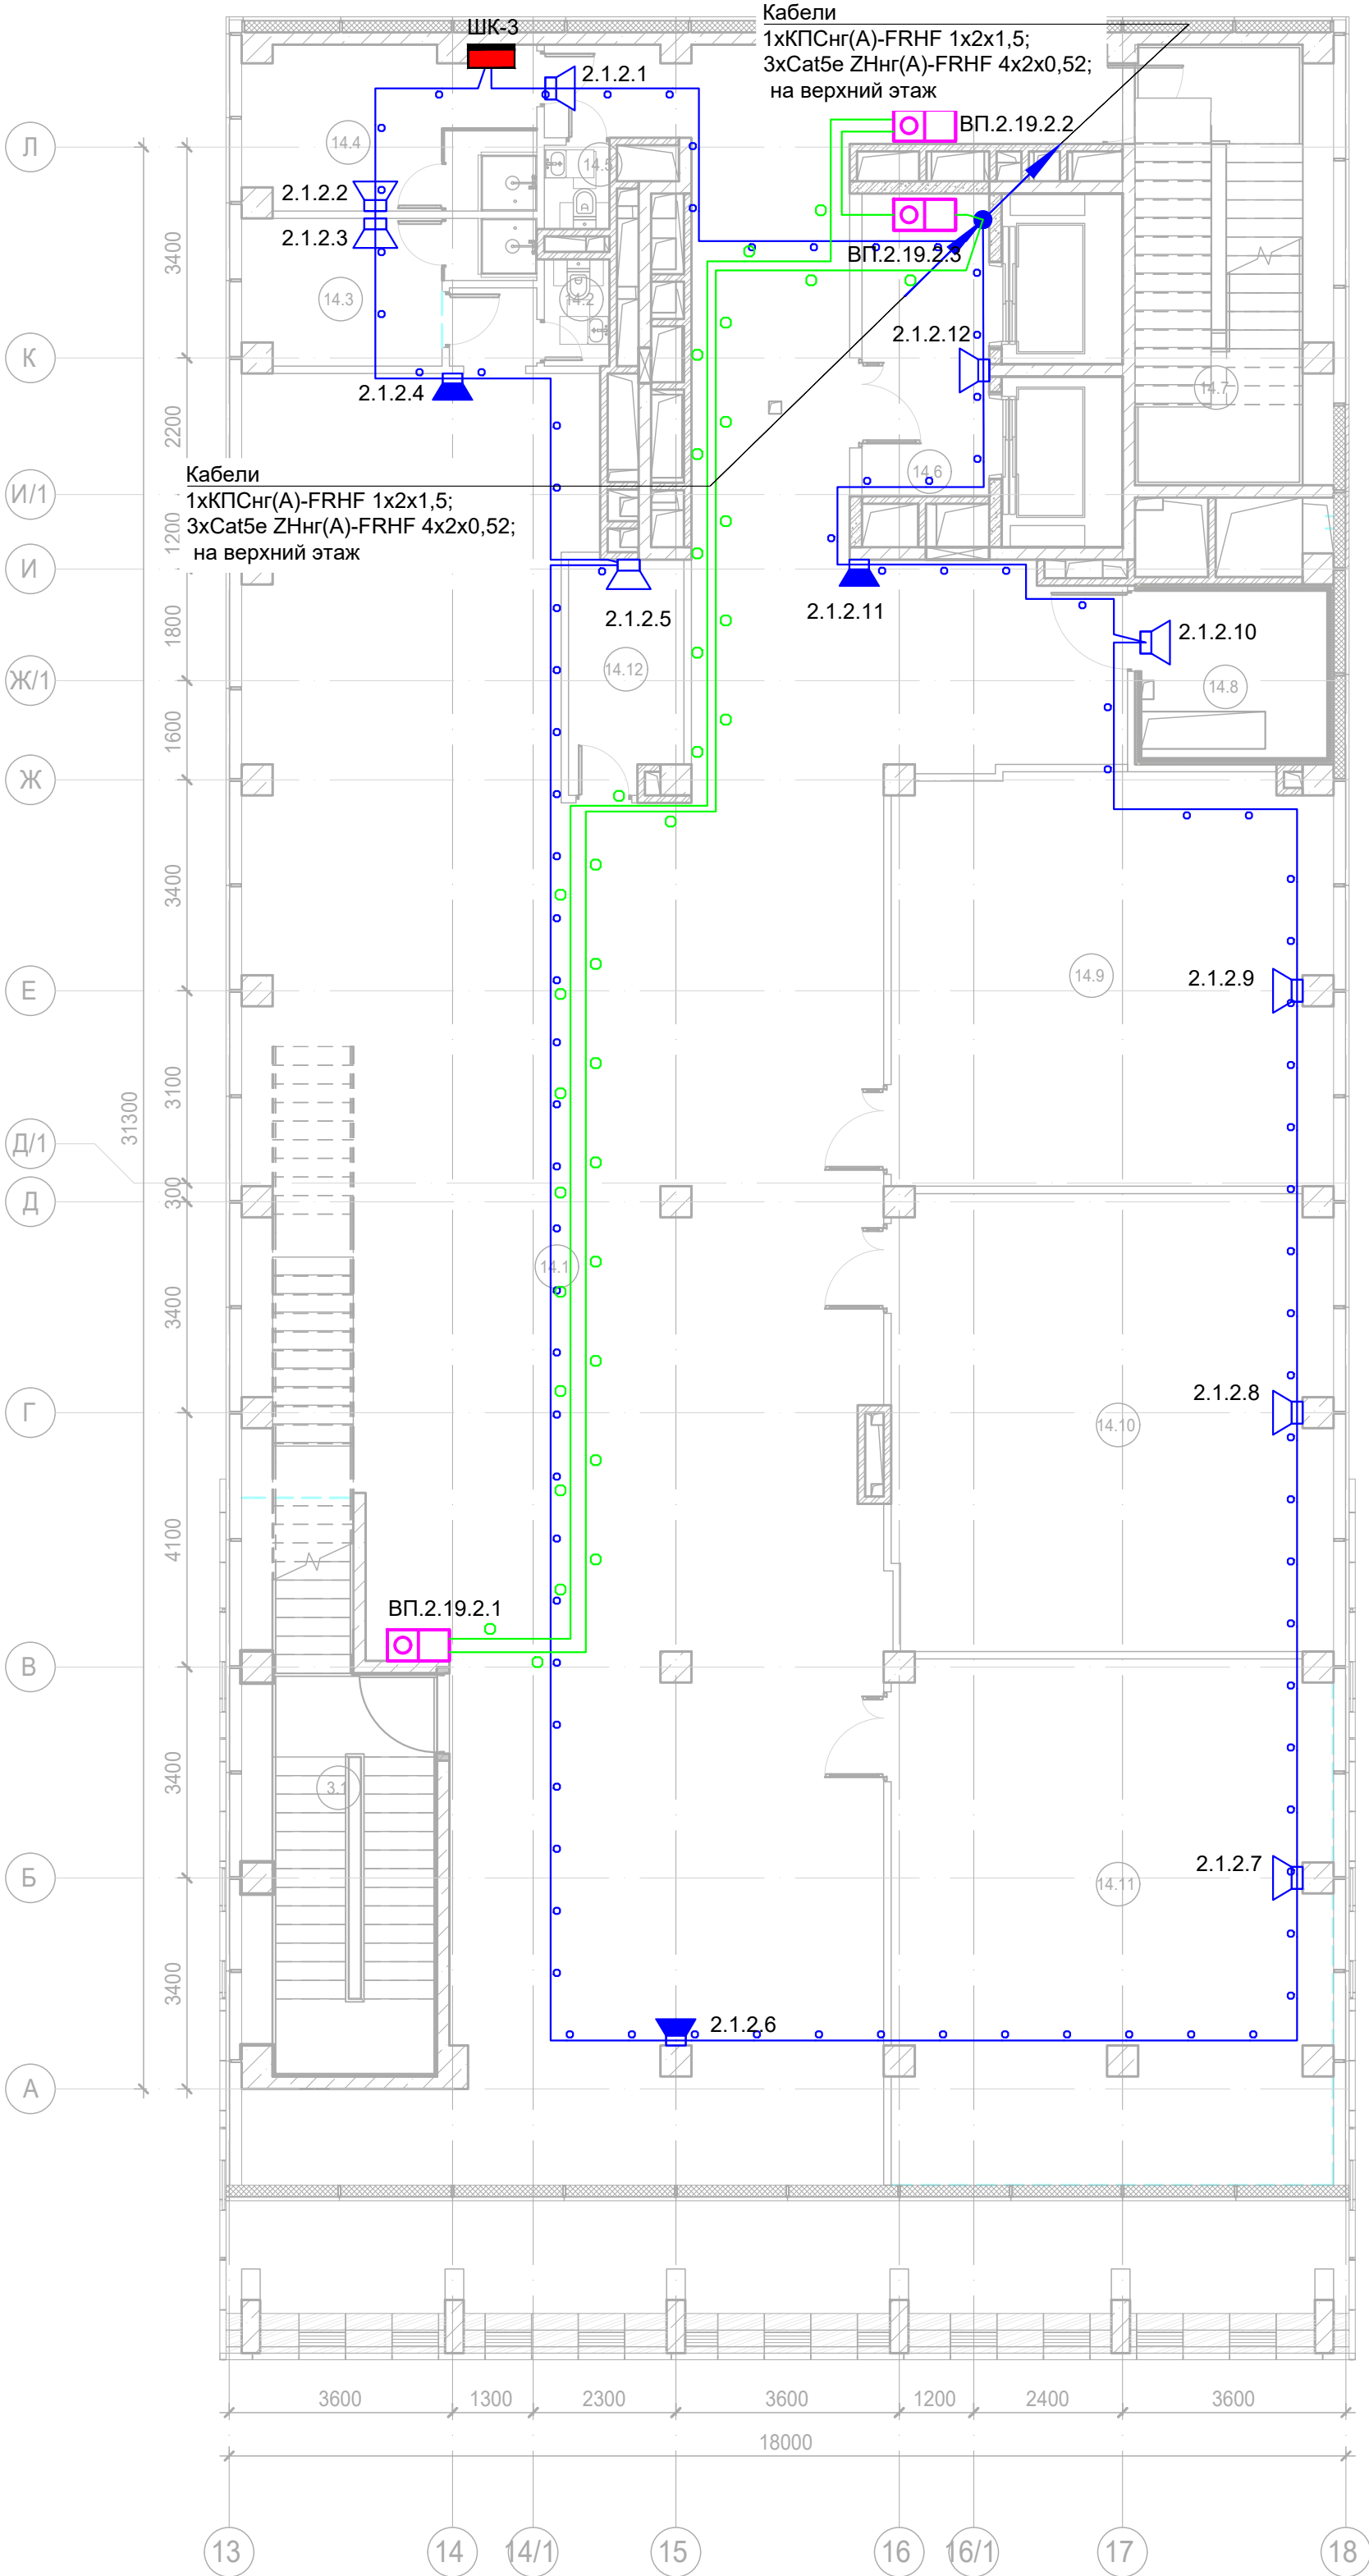 Кабели
1хКПСнг(А)-FRHF 1х2х1,5;
3хCat5e ZHнг(А)-FRHF 4х2х0,52;
на верхний этаж
ШК-3
2.1.2.1
ВП.2.19.2.2
Л
14.4
14.5
2.1.2.2
2.1.2.3
3400
ВП.2.19.2.3
14.3
14.2
2.1.2.12
К
14.7
2.1.2.4
2200
14.6
Кабели
1хКПСнг(А)-FRHF 1х2х1,5;
3хCat5e ZHнг(А)-FRHF 4х2х0,52;
на верхний этаж
И/1
1200
И
2.1.2.5
2.1.2.11
1800
2.1.2.10
14.12
Ж/1
14.8
1600
Ж
3400
14.9
2.1.2.9
Е
3100
31300
Д/1
300
Д
14.1
3400
2.1.2.8
Г
14.10
4100
ВП.2.19.2.1
В
3400
3.1
2.1.2.7
Б
14.11
3400
2.1.2.6
А
3600
1300
2300
3600
1200
2400
3600
18000
13
14
14/1
15
16
16/1
17
18